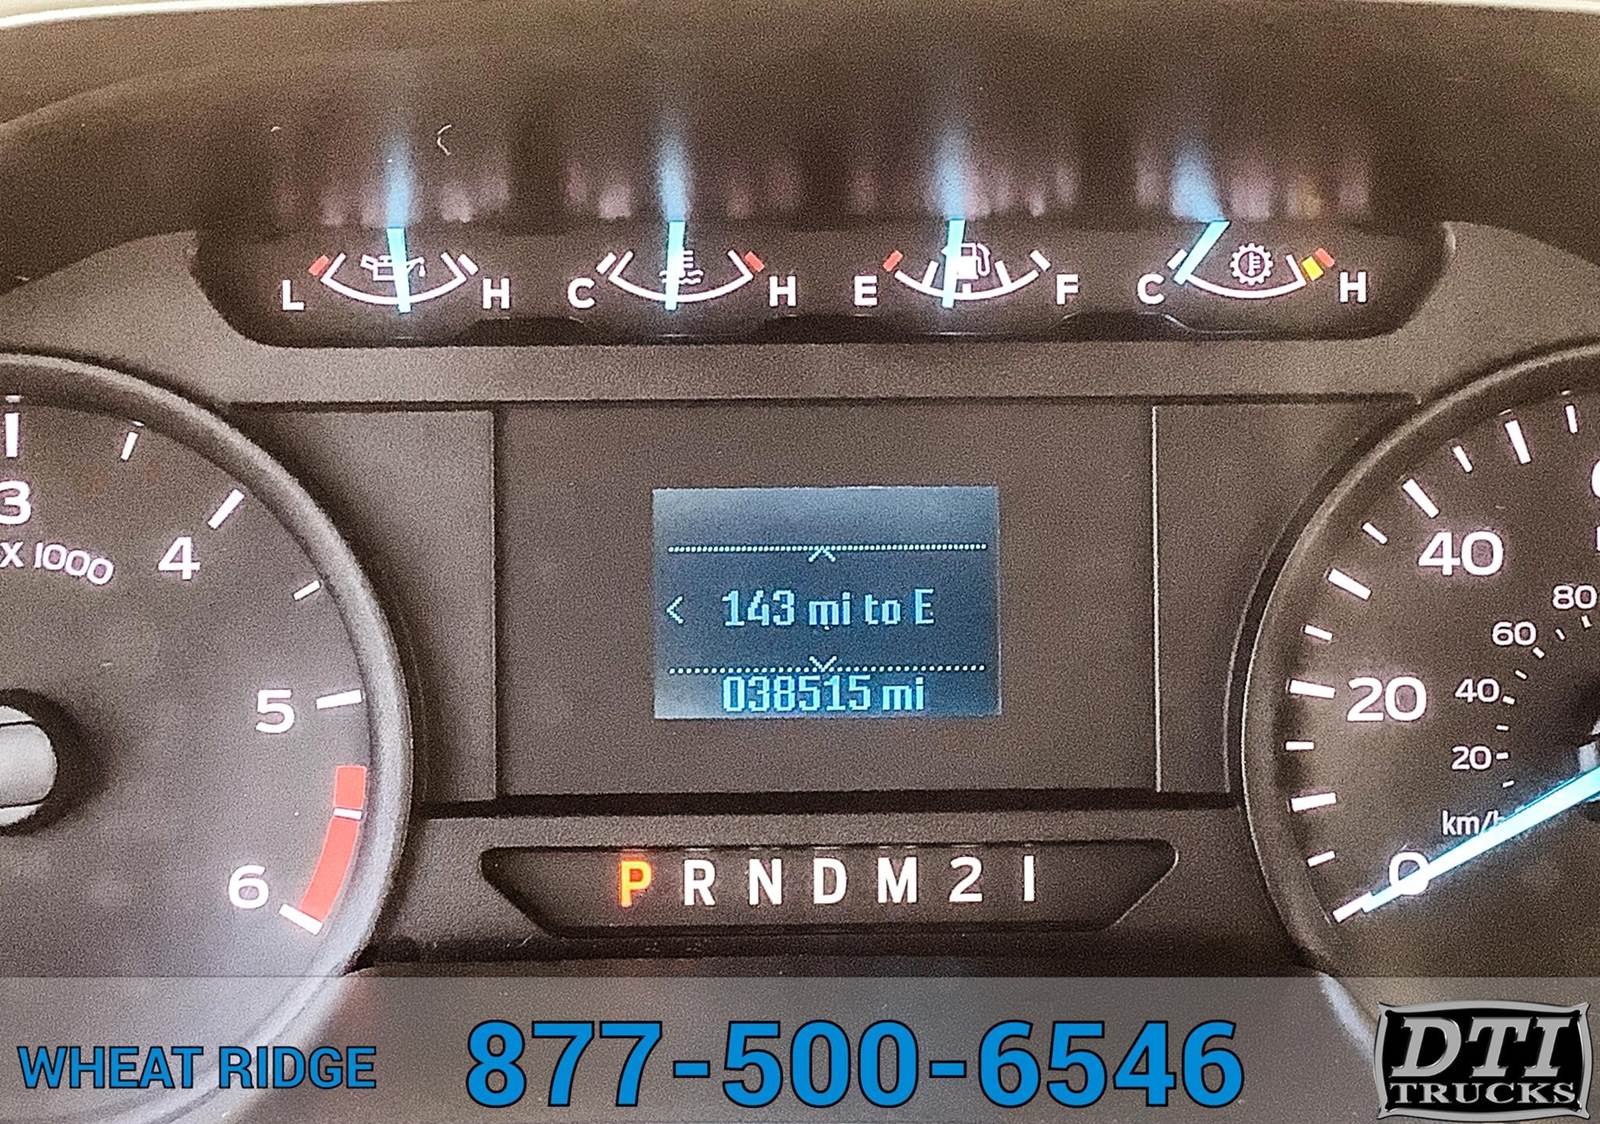 L H C H E F C H
3
X 1000
4
5
6
143 mi to E
038515 mi
P R N D M 2 1
40
20
0
80
60
40
20
km/h
WHEAT RIDGE 877-500-6546
DTI
TRUCKS